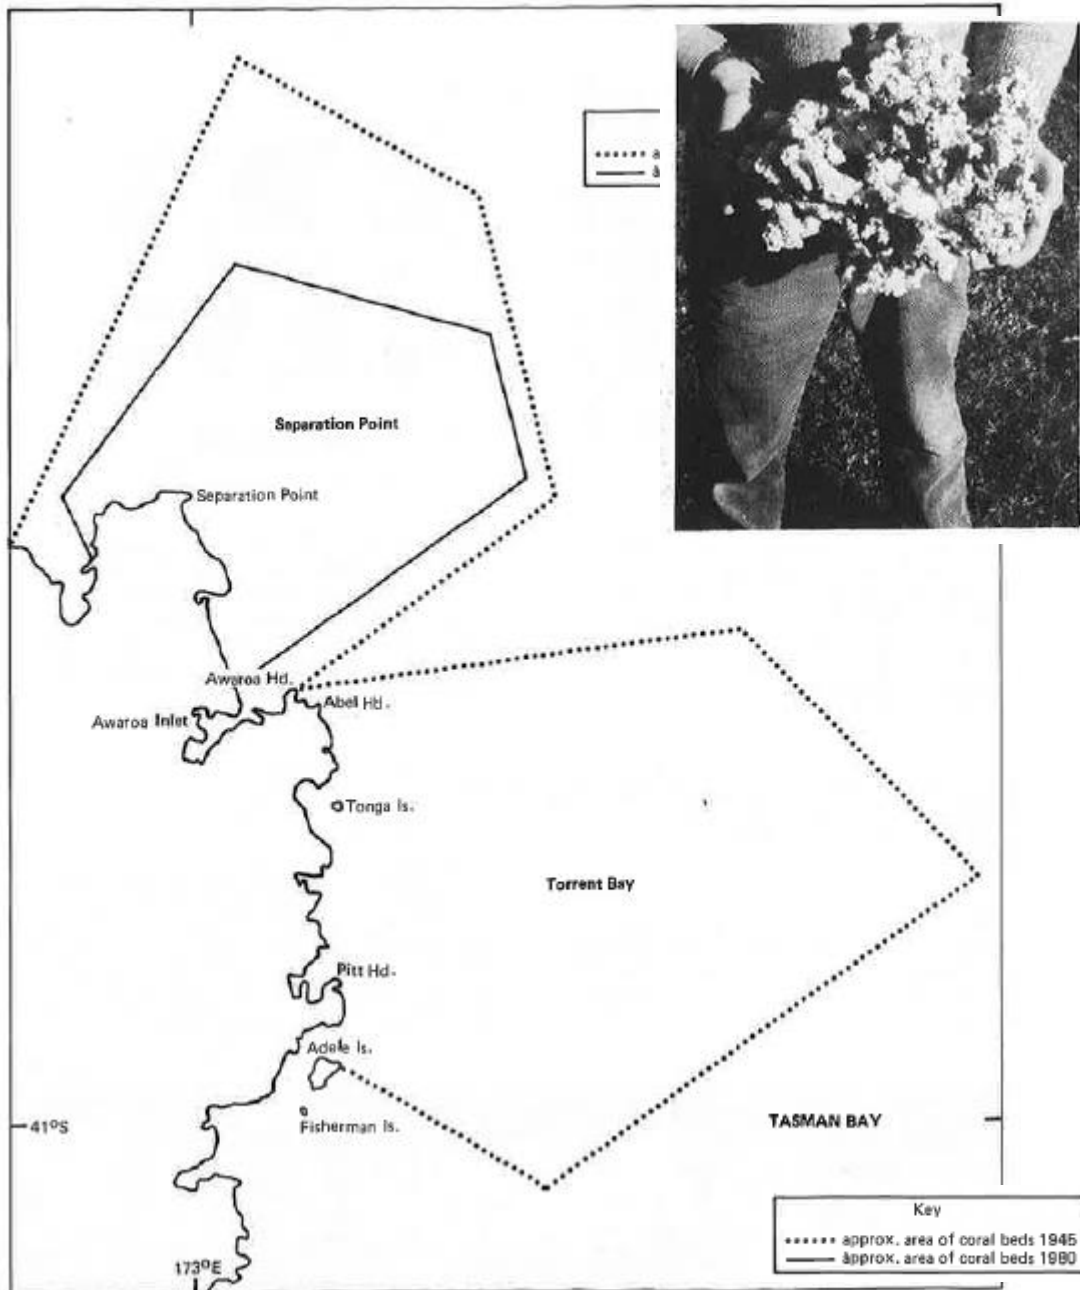 Separation Point
Separation Point
Awaroa Hd.
Abel Hd.
Awaroa Inlet
Tonga Is.
Torrent Bay
Pitt Hd.
Adele Is.
Fisherman Is.
TASMAN BAY
41°S
173°E
Key
approx. area of coral beds 1945
approx. area of coral beds 1980